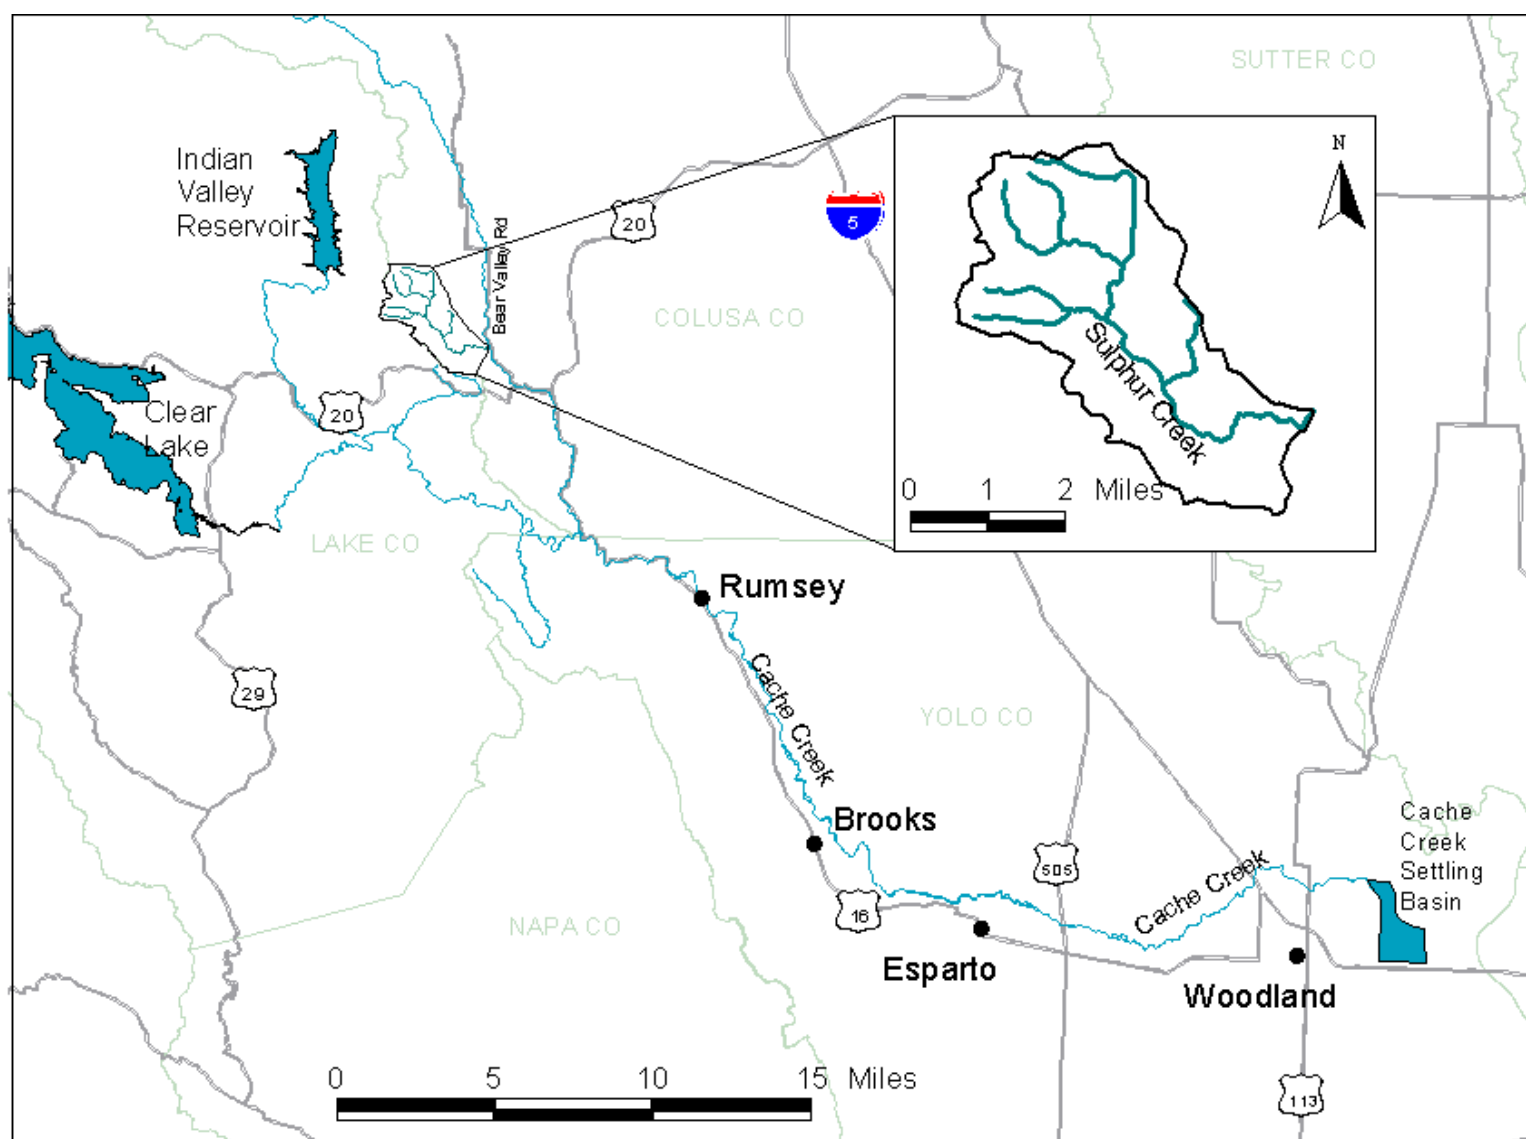 SUTTER CO
N
Indian
Valley
Reservoir
20
5
Bear Valley Rd
COLUSA CO
Sulphur Creek
Clear
Lake
20
0 1 2 Miles
LAKE CO
Rumsey
29
Cache Creek
YOLO CO
Brooks
Cache
Creek
Settling
Basin
505
Cache Creek
16
NAPA CO
Esparto
Woodland
0 5 10 15 Miles
113